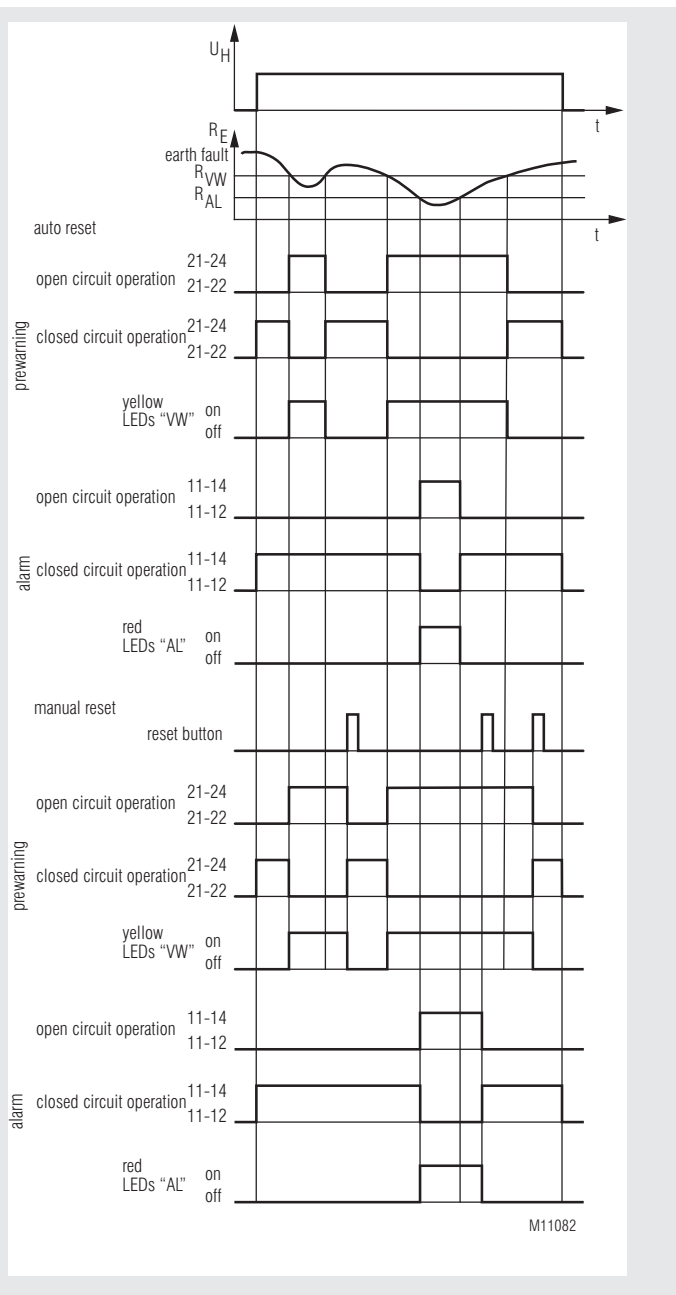 U_H
t
R_E
earth fault
R_VW
R_AL
t
auto reset
prewarning
open circuit operation 21-24
21-22
closed circuit operation 21-24
21-22
yellow
LEDs “VW” on
off
alarm
open circuit operation 11-14
11-12
closed circuit operation 11-14
11-12
red
LEDs “AL” on
off
manual reset
reset button
prewarning
open circuit operation 21-24
21-22
closed circuit operation 21-24
21-22
yellow
LEDs “VW” on
off
alarm
open circuit operation 11-14
11-12
closed circuit operation 11-14
11-12
red
LEDs “AL” on
off
M11082